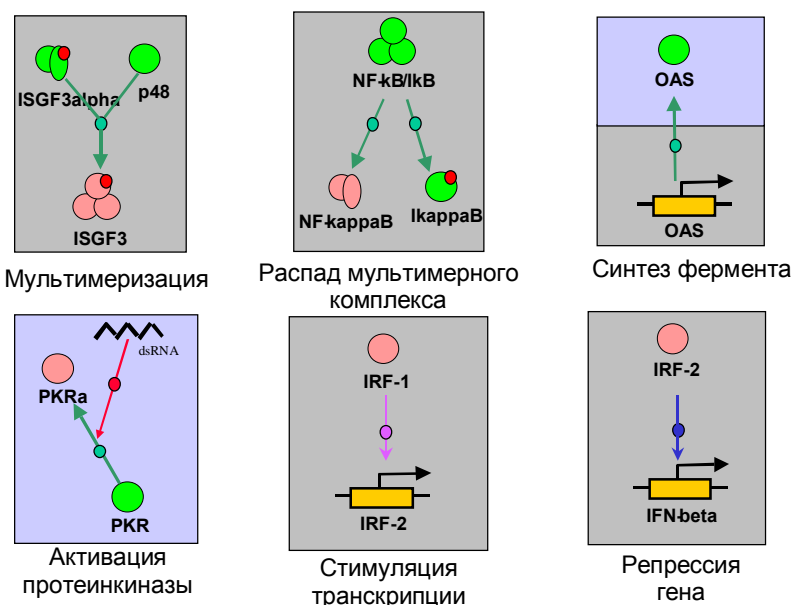 ISGF3alpha
p48
ISGF3
Мультимеризация
NF-kB/IkB
NF-kappaB
IkappaB
Распад мультимерного
комплекса
OAS
OAS
Синтез фермента
dsRNA
PKRa
PKR
Активация
протеинкиназы
IRF-1
IRF-2
Стимуляция
транскрипции
IRF-2
IFN-beta
Репрессия
гена